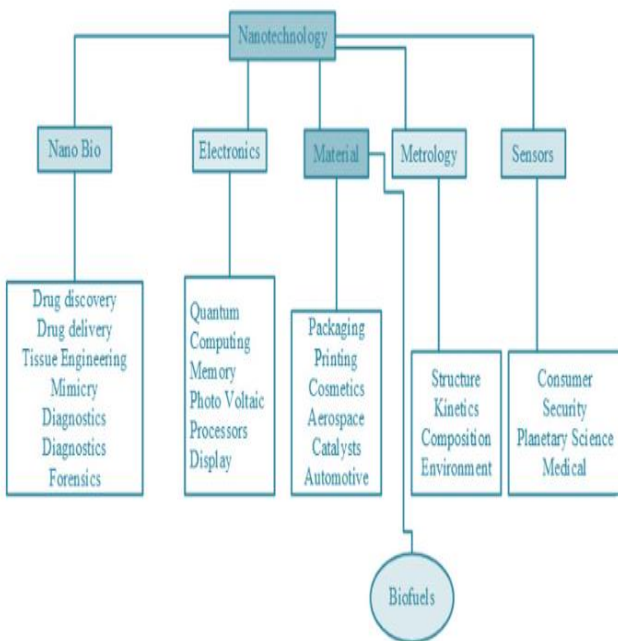 Nanotechnology
Nano Bio
Electronics
Material
Metrology
Sensors
Drug discovery
Drug delivery
Tissue Engineering
Mimicry
Diagnostics
Diagnostics
Forensics
Quantum
Computing
Memory
Photo Voltaic
Processors
Display
Packaging
Printing
Cosmetics
Aerospace
Catalysts
Automotive
Structure
Kinetics
Composition
Environment
Consumer
Security
Planetary Science
Medical
Biofuels